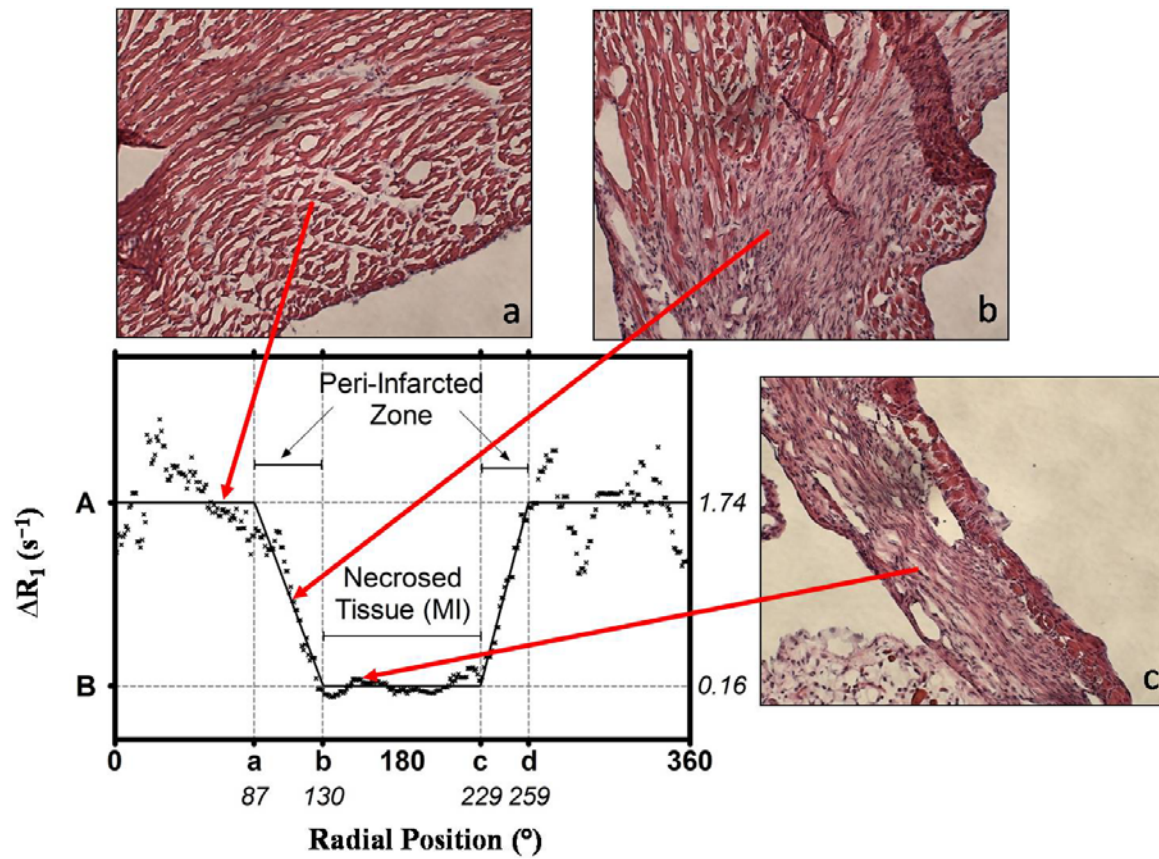 a
b
c
Peri-Infarcted
Zone
Necrosed
Tissue (MI)
A
B
1.74
0.16
ΔR₁ (s⁻¹)
0 a b 180 c d 360
87 130 229 259
Radial Position (°)